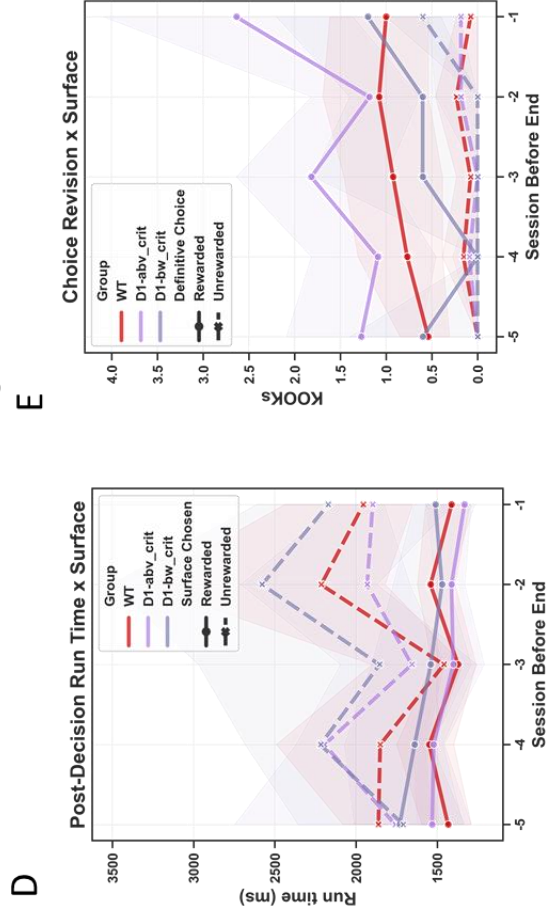 D
Post-Decision Run Time x Surface
Run time (ms)
3500
3000
2500
2000
1500
Group
WT
D1-abv_crit
D1-bw_crit
Surface Chosen
Rewarded
Unrewarded
-5
-4
-3
-2
-1
Session Before End
E
Choice Revision x Surface
KOOKs
4.0
3.5
3.0
2.5
2.0
1.5
1.0
0.5
0.0
Group
WT
D1-abv_crit
D1-bw_crit
Definitive Choice
Rewarded
Unrewarded
-5
-4
-3
-2
-1
Session Before End